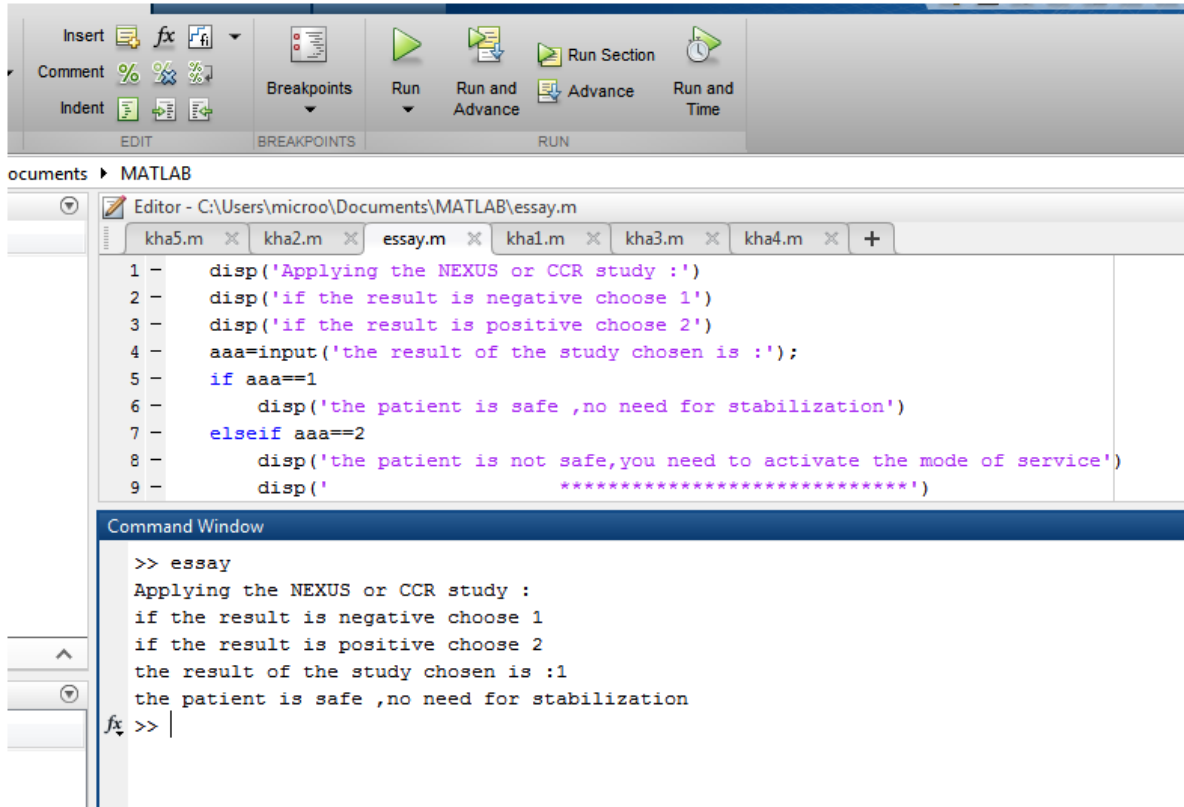 Insert fx fi
Comment % % %
Indent
Breakpoints
Run
Run and Advance
Run Section
Advance
Run and Time
EDIT BREAKPOINTS RUN
ocuments ▸ MATLAB
Editor - C:\Users\microo\Documents\MATLAB\essay.m
kha5.m × kha2.m × essay.m × kha1.m × kha3.m × kha4.m × +
1 - disp('Applying the NEXUS or CCR study :')
2 - disp('if the result is negative choose 1')
3 - disp('if the result is positive choose 2')
4 - aaa=input('the result of the study chosen is :');
5 - if aaa==1
6 - disp('the patient is safe ,no need for stabilization')
7 - elseif aaa==2
8 - disp('the patient is not safe,you need to activate the mode of service')
9 - disp('                   *****************************')
Command Window
>> essay
Applying the NEXUS or CCR study :
if the result is negative choose 1
if the result is positive choose 2
the result of the study chosen is :1
the patient is safe ,no need for stabilization
fx >>